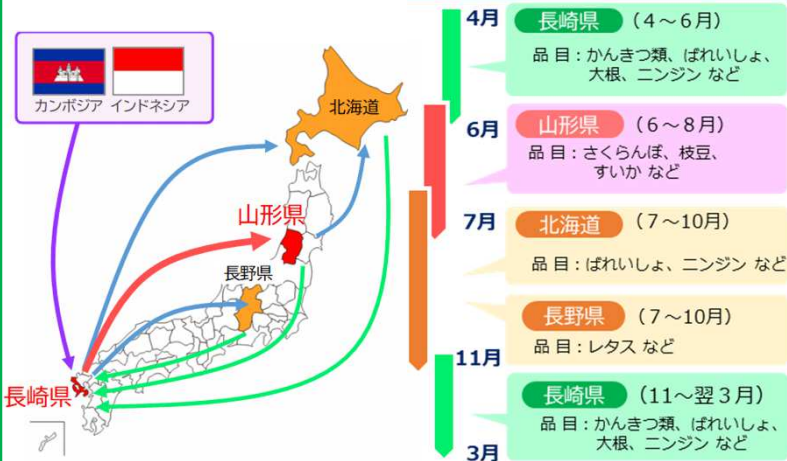 カンボジア インドネシア
北海道
山形県
長野県
長崎県
4月
長崎県 (4～6月)
品目：かんきつ類、ばれいしょ、
大根、ニンジン など
6月
山形県 (6～8月)
品目：さくらんぼ、枝豆、
すいか など
7月
北海道 (7～10月)
品目：ばれいしょ、ニンジン など
長野県 (7～10月)
品目：レタス など
11月
長崎県 (11～翌3月)
品目：かんきつ類、ばれいしょ、
大根、ニンジン など
3月